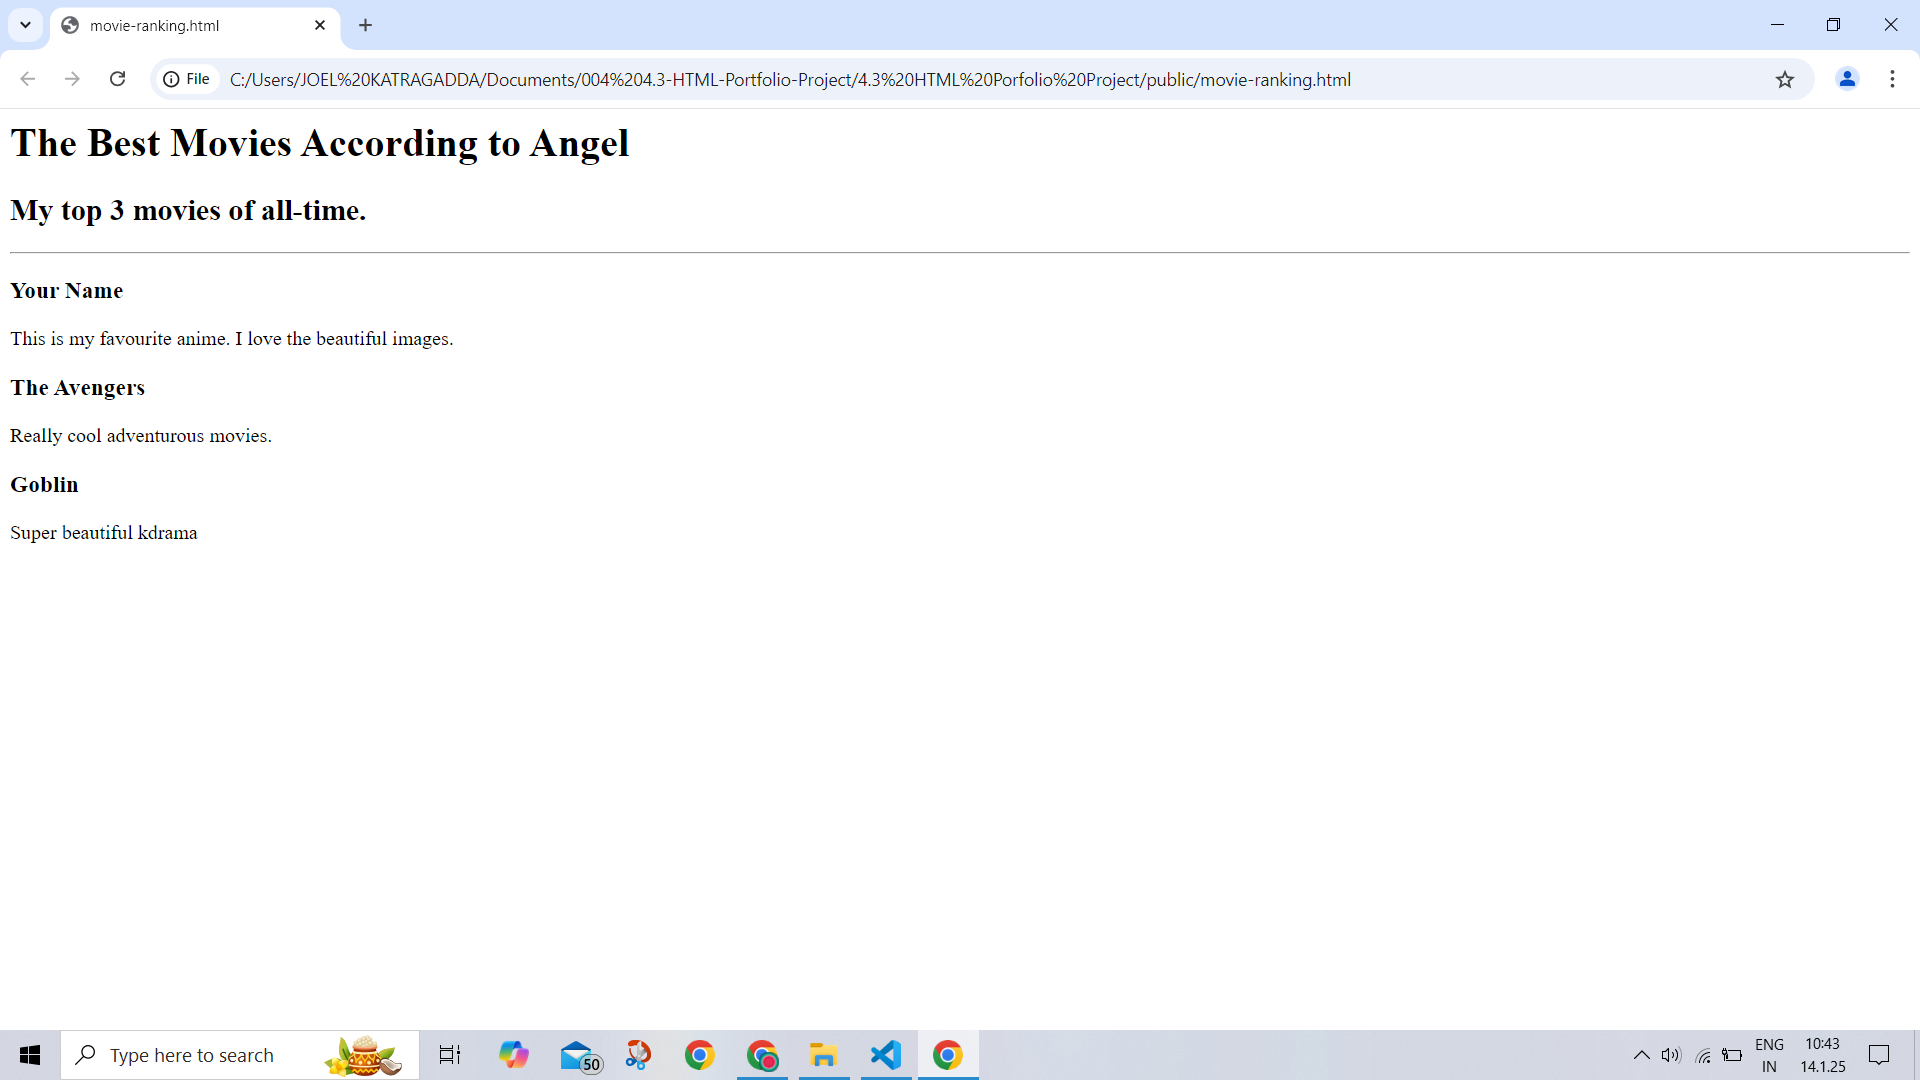 movie-ranking.html
File
C:/Users/JOEL%20KATRAGADDA/Documents/004%204.3-HTML-Portfolio-Project/4.3%20HTML%20Porfolio%20Project/public/movie-ranking.html
The Best Movies According to Angel
My top 3 movies of all-time.
Your Name
This is my favourite anime. I love the beautiful images.
The Avengers
Really cool adventurous movies.
Goblin
Super beautiful kdrama
Type here to search
50
ENG
IN
10:43
14.1.25